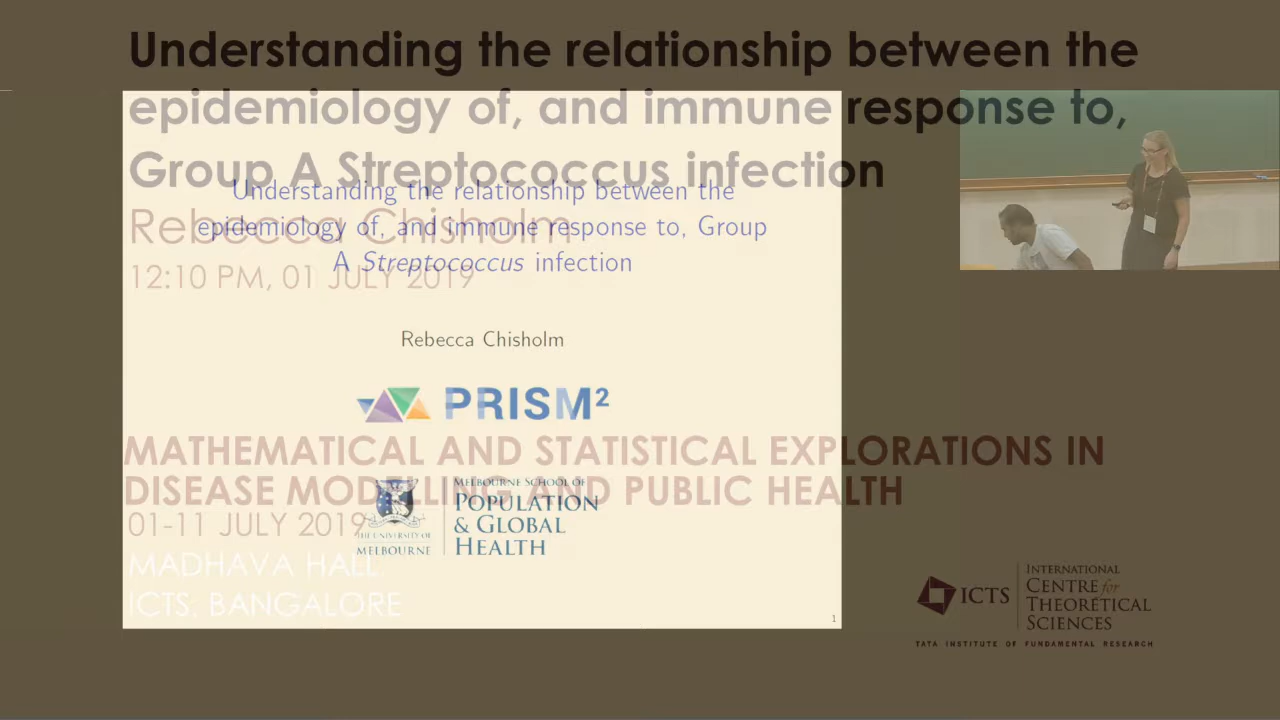 Understanding the relationship between the
epidemiology of, and immune response to,
Group A Streptococcus infection
Rebecca Chisholm
12:10 PM, 01 JULY 2019
Understanding the relationship between the
epidemiology of, and immune response to, Group
A Streptococcus infection
Rebecca Chisholm
PRISM²
MATHEMATICAL AND STATISTICAL EXPLORATIONS IN
DISEASE MODELLING AND PUBLIC HEALTH
01-11 JULY 2019
MADHAVA HALL,
ICTS, BANGALORE
THE UNIVERSITY OF
MELBOURNE
MELBOURNE SCHOOL OF
POPULATION
& GLOBAL
HEALTH
1
ICTS
INTERNATIONAL
CENTRE for
THEORETICAL
SCIENCES
TATA INSTITUTE OF FUNDAMENTAL RESEARCH